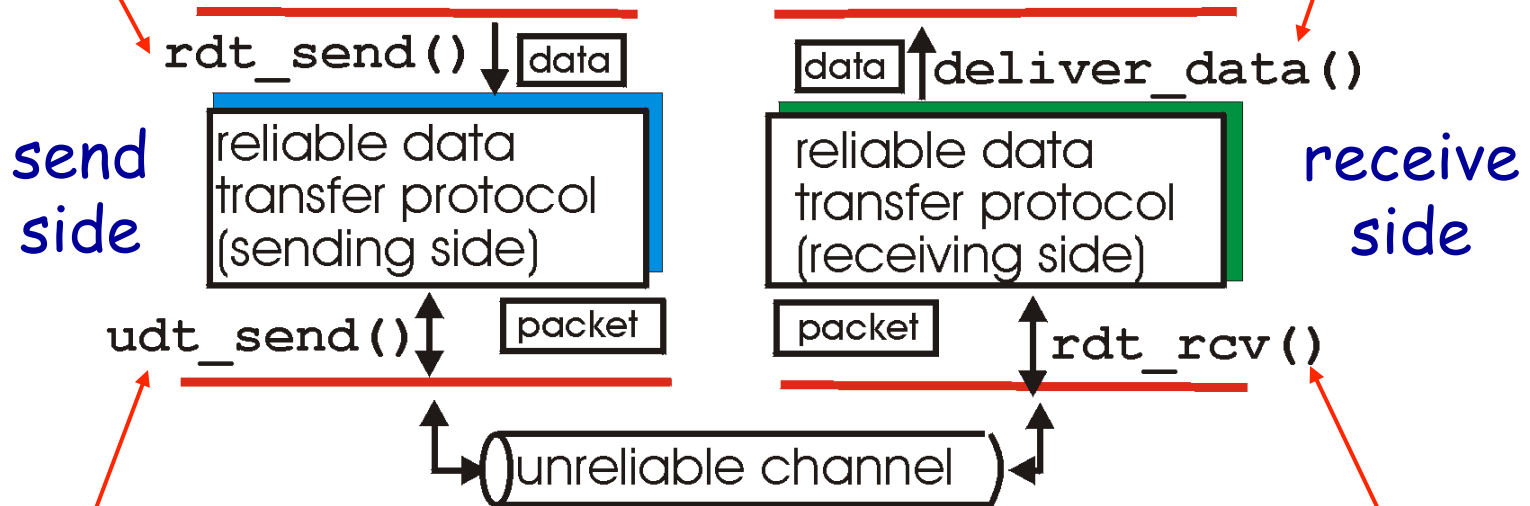 rdt_send()
data
data
deliver_data()
send
side
reliable data
transfer protocol
(sending side)
reliable data
transfer protocol
(receiving side)
receive
side
udt_send()
packet
packet
rdt_rcv()
unreliable channel